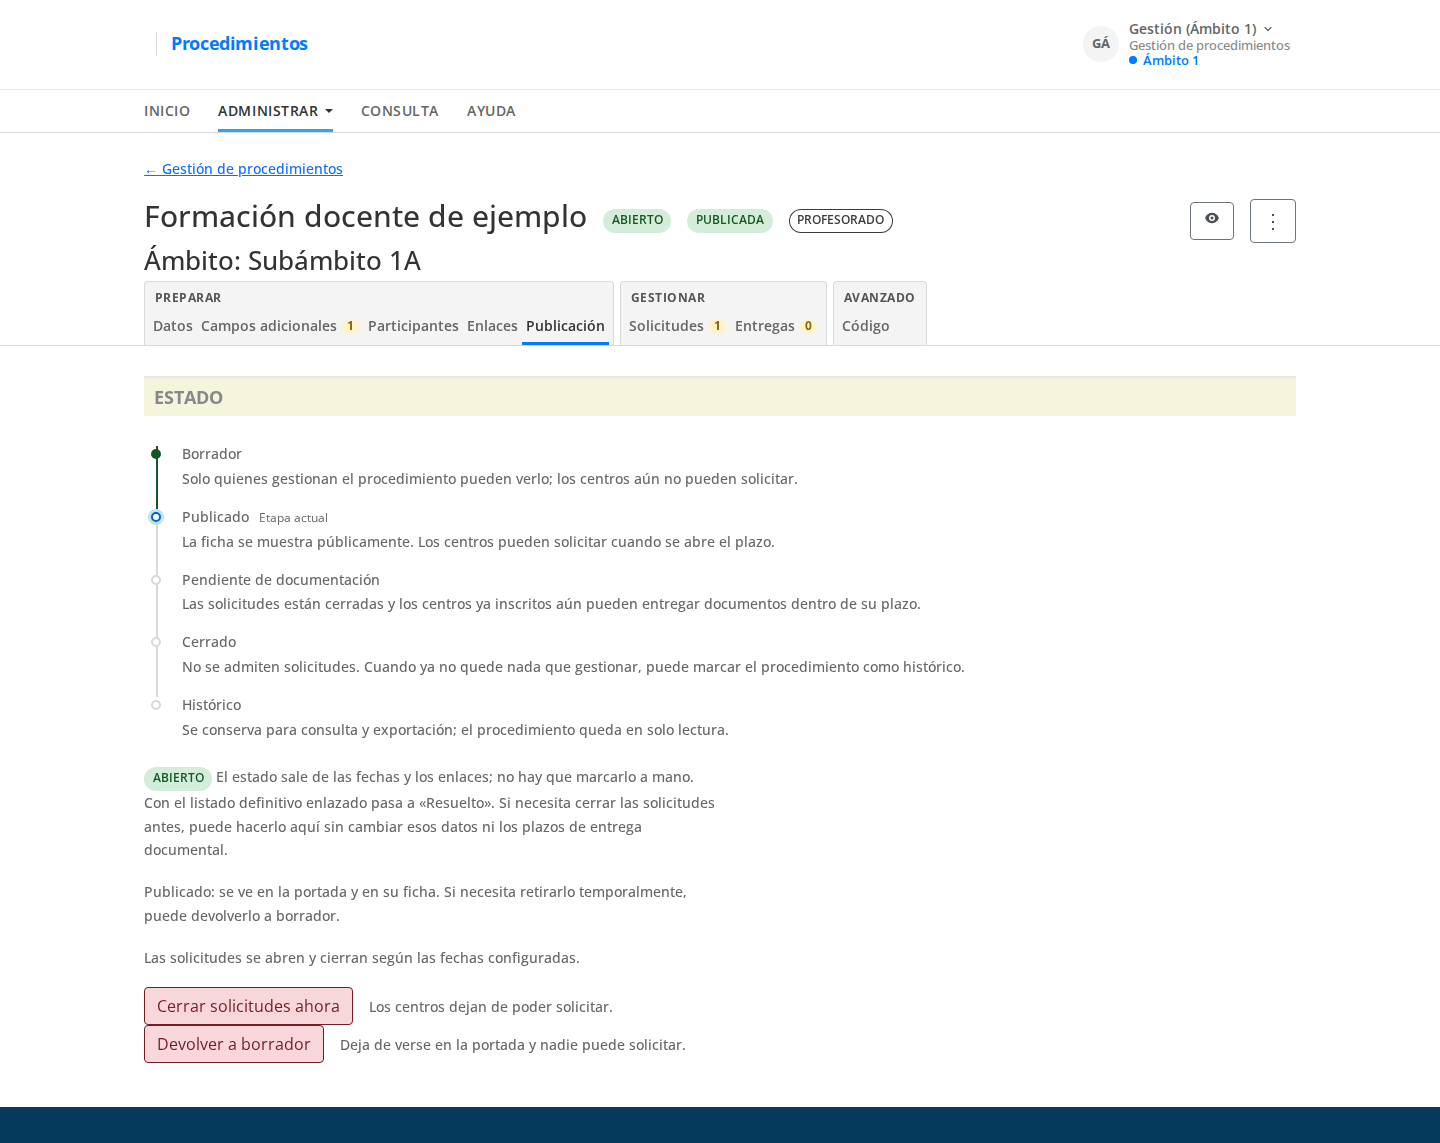 Procedimientos
GÁ
Gestión (Ámbito 1)
Gestión de procedimientos
Ámbito 1
INICIO ADMINISTRAR CONSULTA AYUDA
← Gestión de procedimientos
Formación docente de ejemplo ABIERTO PUBLICADA PROFESORADO
Ámbito: Subámbito 1A
PREPARAR GESTIONAR AVANZADO
Datos Campos adicionales 1 Participantes Enlaces Publicación Solicitudes 1 Entregas 0 Código
ESTADO
Borrador
Solo quienes gestionan el procedimiento pueden verlo; los centros aún no pueden solicitar.
Publicado Etapa actual
La ficha se muestra públicamente. Los centros pueden solicitar cuando se abre el plazo.
Pendiente de documentación
Las solicitudes están cerradas y los centros ya inscritos aún pueden entregar documentos dentro de su plazo.
Cerrado
No se admiten solicitudes. Cuando ya no quede nada que gestionar, puede marcar el procedimiento como histórico.
Histórico
Se conserva para consulta y exportación; el procedimiento queda en solo lectura.
ABIERTO El estado sale de las fechas y los enlaces; no hay que marcarlo a mano.
Con el listado definitivo enlazado pasa a «Resuelto». Si necesita cerrar las solicitudes
antes, puede hacerlo aquí sin cambiar esos datos ni los plazos de entrega
documental.
Publicado: se ve en la portada y en su ficha. Si necesita retirarlo temporalmente,
puede devolverlo a borrador.
Las solicitudes se abren y cierran según las fechas configuradas.
Cerrar solicitudes ahora Los centros dejan de poder solicitar.
Devolver a borrador Deja de verse en la portada y nadie puede solicitar.